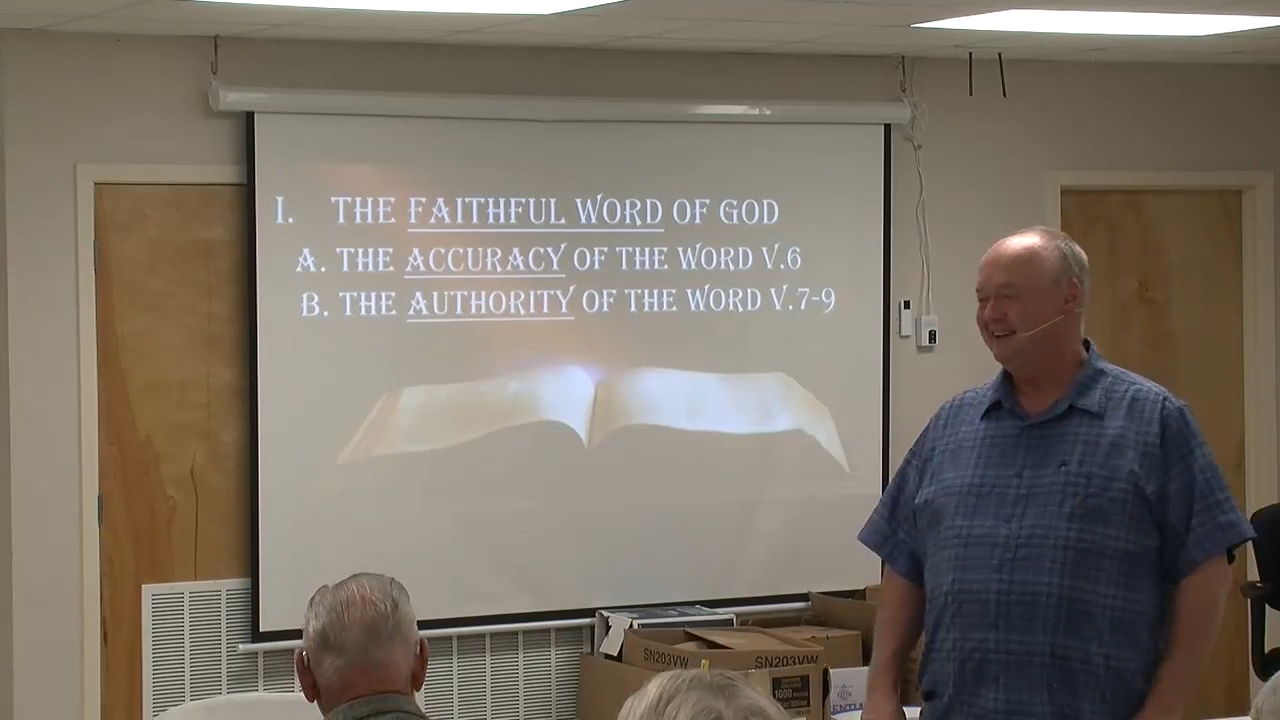 I. THE FAITHFUL WORD OF GOD
A. THE ACCURACY OF THE WORD V.6
B. THE AUTHORITY OF THE WORD V.7-9
SN203VW SN203VW
1000